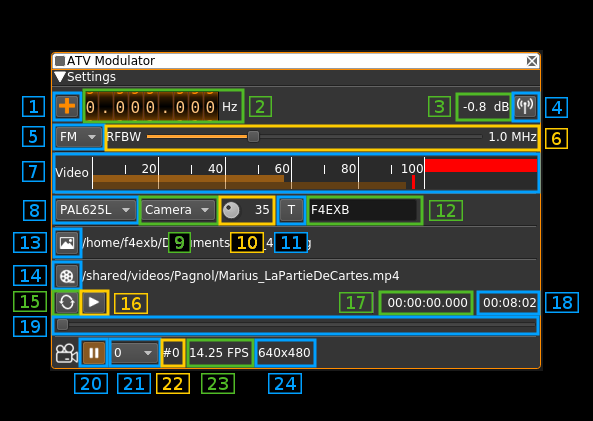 ATV Modulator
Settings
1 0.000.000 Hz 2 3 -0.8 dB 4
5 FM RFBW 1.0 MHz 6
7 Video 20 40 60 80 100
8 PAL625L Camera 35 T F4EXB 12
13 /home/f4exb/D 9 ments 10 4 11 g
14 /shared/videos/Pagnol/Marius_LaPartieDeCartes.mp4
15 16 17 00:00:00.000 00:08:02 18
19
0 #0 14.25 FPS 640x480
20 21 22 23 24